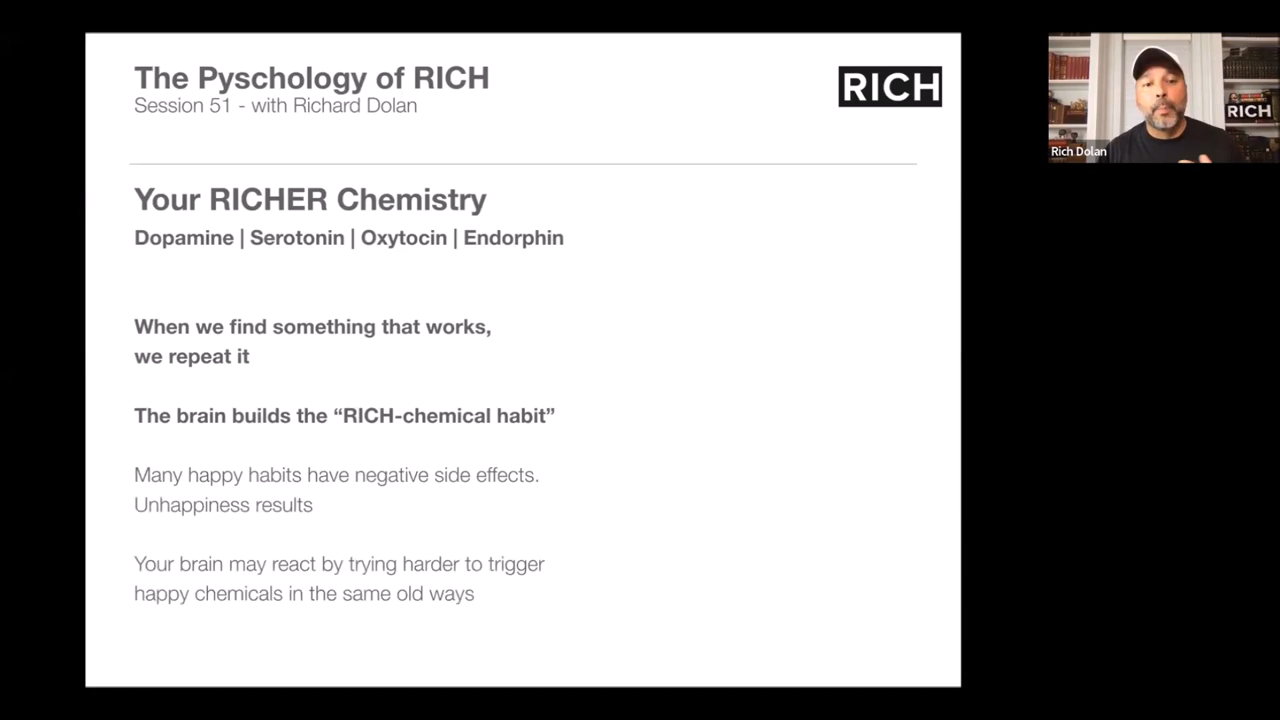 The Pyschology of RICH
Session 51 - with Richard Dolan
RICH
Your RICHER Chemistry
Dopamine | Serotonin | Oxytocin | Endorphin
When we find something that works,
we repeat it
The brain builds the “RICH-chemical habit”
Many happy habits have negative side effects.
Unhappiness results
Your brain may react by trying harder to trigger
happy chemicals in the same old ways
RICH
Rich Dolan